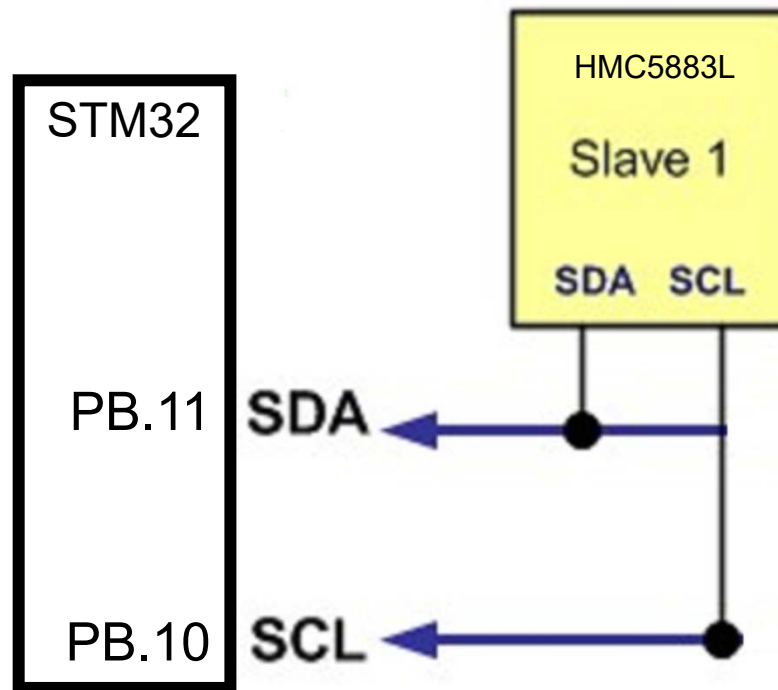 STM32
HMC5883L
Slave 1
SDA SCL
PB.11 SDA
PB.10 SCL